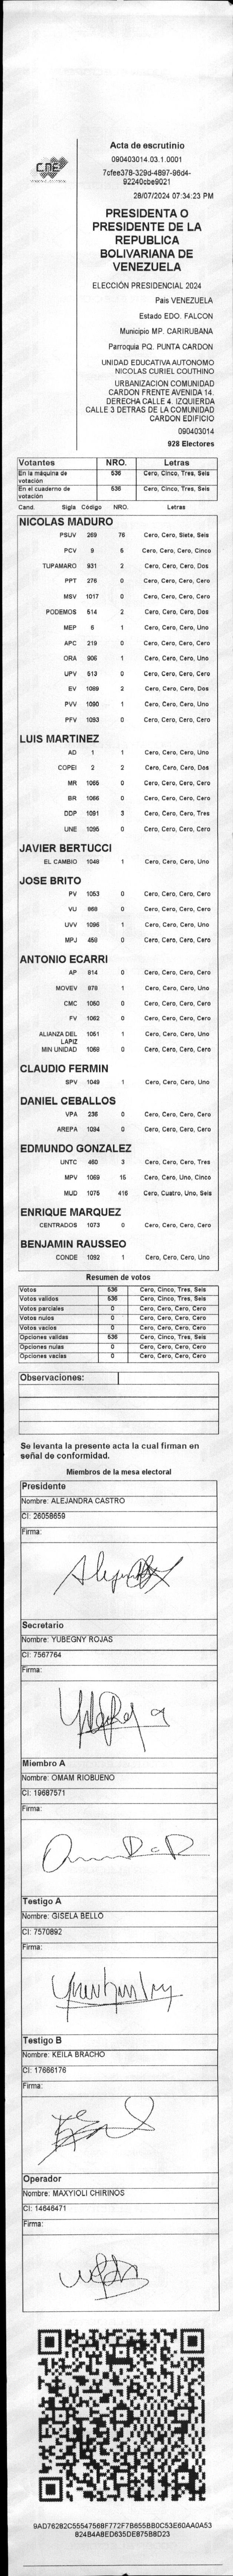 CNE
Acta de escrutinio
090403014.03.1.0001
7cfee378-329d-4897-96d4-
92240cbe9021
28/07/2024 07:34:23 PM
PRESIDENTA O
PRESIDENTE DE LA
REPUBLICA
BOLIVARIANA DE
VENEZUELA
ELECCIÓN PRESIDENCIAL 2024
País VENEZUELA
Estado EDO. FALCON
Municipio MP. CARIRUBANA
Parroquia PQ. PUNTA CARDON
UNIDAD EDUCATIVA AUTONOMO
NICOLAS CURIEL COUTHINO
URBANIZACION COMUNIDAD
CARDON FRENTE AVENIDA 14.
DERECHA CALLE 4. IZQUIERDA
CALLE 3 DETRAS DE LA COMUNIDAD
CARDON EDIFICIO
090403014
928 Electores
Votantes NRO. Letras
En la máquina de votación 536 Cero, Cinco, Tres, Seis
En el cuaderno de votación 536 Cero, Cinco, Tres, Seis
Cand. Sigla Código NRO. Letras
NICOLAS MADURO
PSUV 269 76 Cero, Cero, Siete, Seis
PCV 9 5 Cero, Cero, Cero, Cinco
TUPAMARO 931 2 Cero, Cero, Cero, Dos
PPT 276 0 Cero, Cero, Cero, Cero
MSV 1017 0 Cero, Cero, Cero, Cero
PODEMOS 514 2 Cero, Cero, Cero, Dos
MEP 6 1 Cero, Cero, Cero, Uno
APC 219 0 Cero, Cero, Cero, Cero
ORA 906 1 Cero, Cero, Cero, Uno
UPV 513 0 Cero, Cero, Cero, Cero
EV 1089 2 Cero, Cero, Cero, Dos
PVV 1090 1 Cero, Cero, Cero, Uno
PFV 1093 0 Cero, Cero, Cero, Cero
LUIS MARTINEZ
AD 1 1 Cero, Cero, Cero, Uno
COPEI 2 2 Cero, Cero, Cero, Dos
MR 1065 0 Cero, Cero, Cero, Cero
BR 1066 0 Cero, Cero, Cero, Cero
DDP 1091 3 Cero, Cero, Cero, Tres
UNE 1095 0 Cero, Cero, Cero, Cero
JAVIER BERTUCCI
EL CAMBIO 1048 1 Cero, Cero, Cero, Uno
JOSE BRITO
PV 1053 0 Cero, Cero, Cero, Cero
VU 868 0 Cero, Cero, Cero, Cero
UVV 1096 1 Cero, Cero, Cero, Uno
MPJ 458 0 Cero, Cero, Cero, Cero
ANTONIO ECARRI
AP 814 0 Cero, Cero, Cero, Cero
MOVEV 978 1 Cero, Cero, Cero, Uno
CMC 1050 0 Cero, Cero, Cero, Cero
FV 1062 0 Cero, Cero, Cero, Cero
ALIANZA DEL LAPIZ 1051 1 Cero, Cero, Cero, Uno
MIN UNIDAD 1068 0 Cero, Cero, Cero, Cero
CLAUDIO FERMIN
SPV 1049 1 Cero, Cero, Cero, Uno
DANIEL CEBALLOS
VPA 236 0 Cero, Cero, Cero, Cero
AREPA 1094 0 Cero, Cero, Cero, Cero
EDMUNDO GONZALEZ
UNTC 460 3 Cero, Cero, Cero, Tres
MPV 1069 15 Cero, Cero, Uno, Cinco
MUD 1075 416 Cero, Cuatro, Uno, Seis
ENRIQUE MARQUEZ
CENTRADOS 1073 0 Cero, Cero, Cero, Cero
BENJAMIN RAUSSEO
CONDE 1092 1 Cero, Cero, Cero, Uno
Resumen de votos
Votos 536 Cero, Cinco, Tres, Seis
Votos validos 536 Cero, Cinco, Tres, Seis
Votos parciales 0 Cero, Cero, Cero, Cero
Votos nulos 0 Cero, Cero, Cero, Cero
Votos vacios 0 Cero, Cero, Cero, Cero
Opciones validas 536 Cero, Cinco, Tres, Seis
Opciones nulas 0 Cero, Cero, Cero, Cero
Opciones vacias 0 Cero, Cero, Cero, Cero
Observaciones:
Se levanta la presente acta la cual firman en
señal de conformidad.
Miembros de la mesa electoral
Presidente
Nombre: ALEJANDRA CASTRO
CI: 26058659
Firma:
Secretario
Nombre: YUBEGNY ROJAS
CI: 7567764
Firma:
Miembro A
Nombre: OMAM RIOBUENO
CI: 19687571
Firma:
Testigo A
Nombre: GISELA BELLO
CI: 7570892
Firma:
Testigo B
Nombre: KEILA BRACHO
CI: 17666176
Firma:
Operador
Nombre: MAXYIOLI CHIRINOS
CI: 14646471
Firma:
9AD76282C55547568F772F7B655BB0C53E60AA0A53
824B4A8ED635DE875B8D23